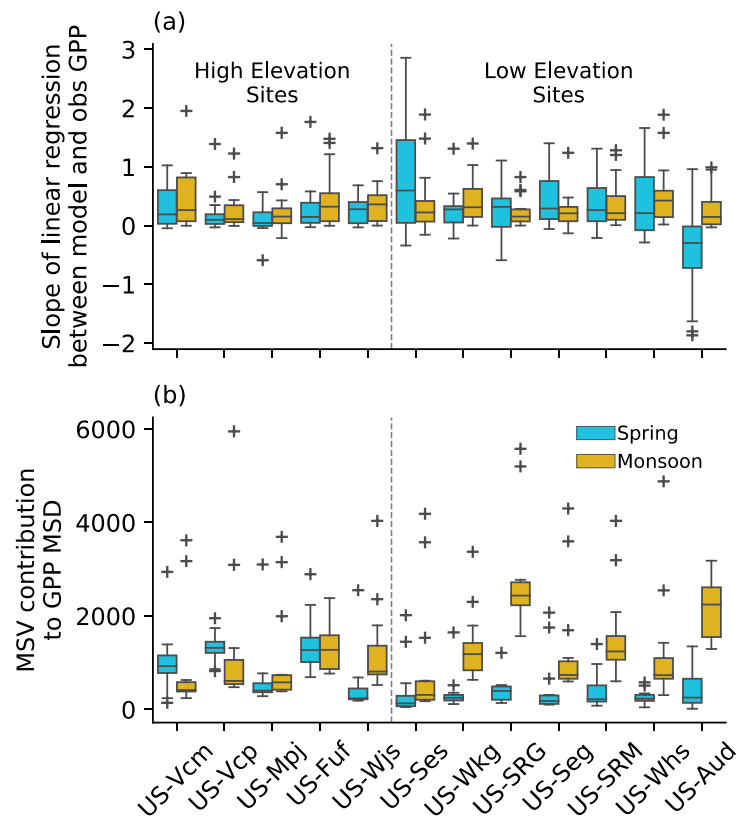 (a)
Slope of linear regression
between model and obs GPP
3
2
1
0
−1
−2
High Elevation
Sites
Low Elevation
Sites
(b)
MSV contribution
to GPP MSD
6000
4000
2000
0
Spring
Monsoon
US-Vcm
US-Vcp
US-Mpj
US-Fuf
US-Wjs
US-Ses
US-Wkg
US-SRG
US-Seg
US-SRM
US-Whs
US-Aud